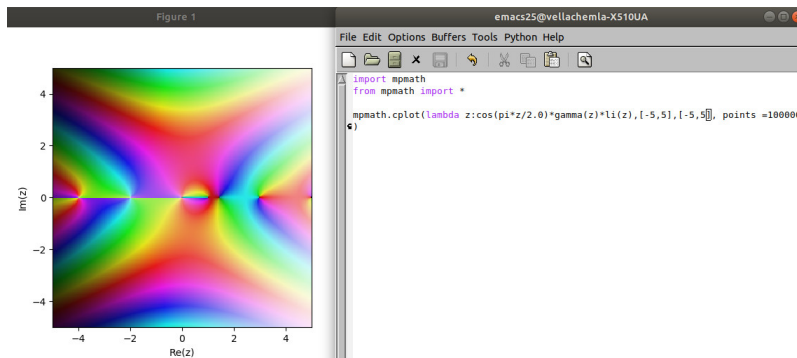 Figure 1
emacs25@vellachemla-X510UA
File Edit Options Buffers Tools Python Help
import mpmath
from mpmath import *
mpmath.cplot(lambda z:cos(pi*z/2.0)*gamma(z)*li(z),[-5,5],[-5,5], points =100000
)
4
2
0
−2
−4
Im(z)
−4 −2 0 2 4
Re(z)